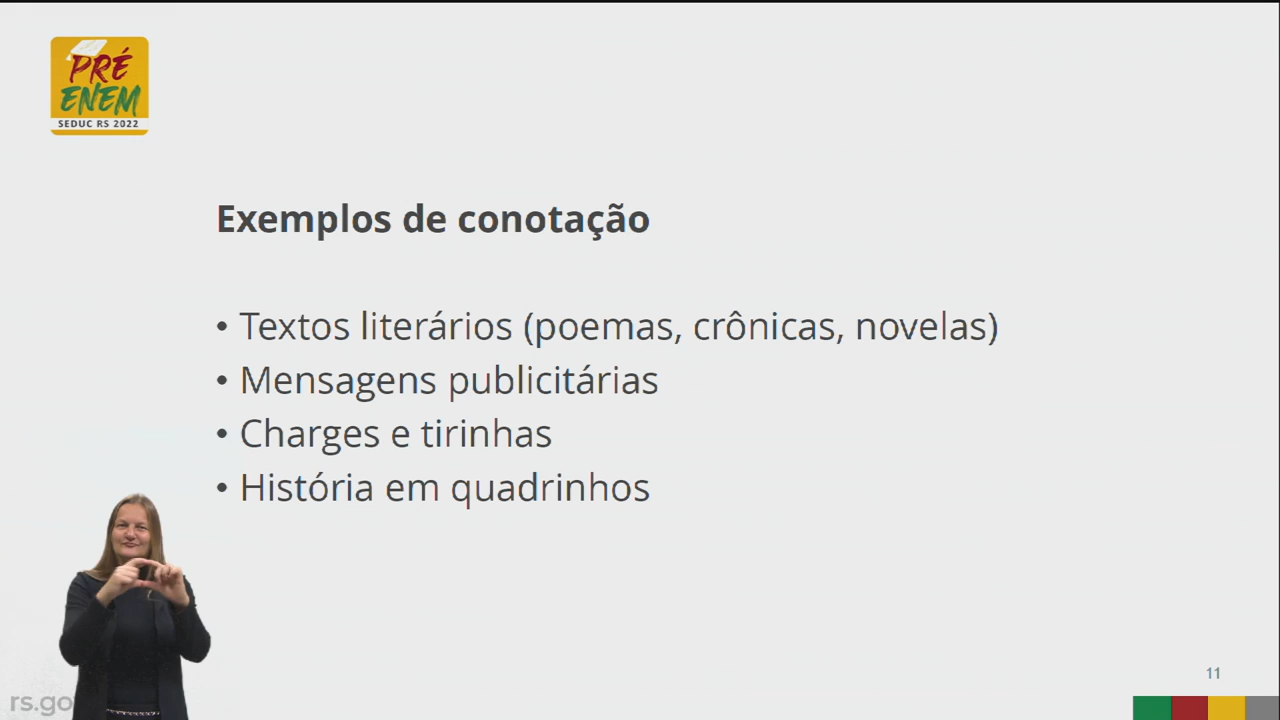 PRÉ
ENEM
SEDUC RS 2022
Exemplos de conotação
• Textos literários (poemas, crônicas, novelas)
• Mensagens publicitárias
• Charges e tirinhas
• História em quadrinhos
11
rs.go